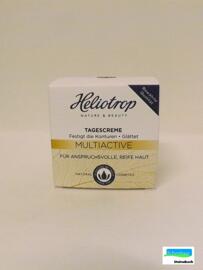 Heliotrop
NATURE & BEAUTY
TAGESCREME
Festigt die Konturen • Glättet
MULTIACTIVE
FÜR ANSPRUCHSVOLLE, REIFE HAUT
NATURAL COSMETICS